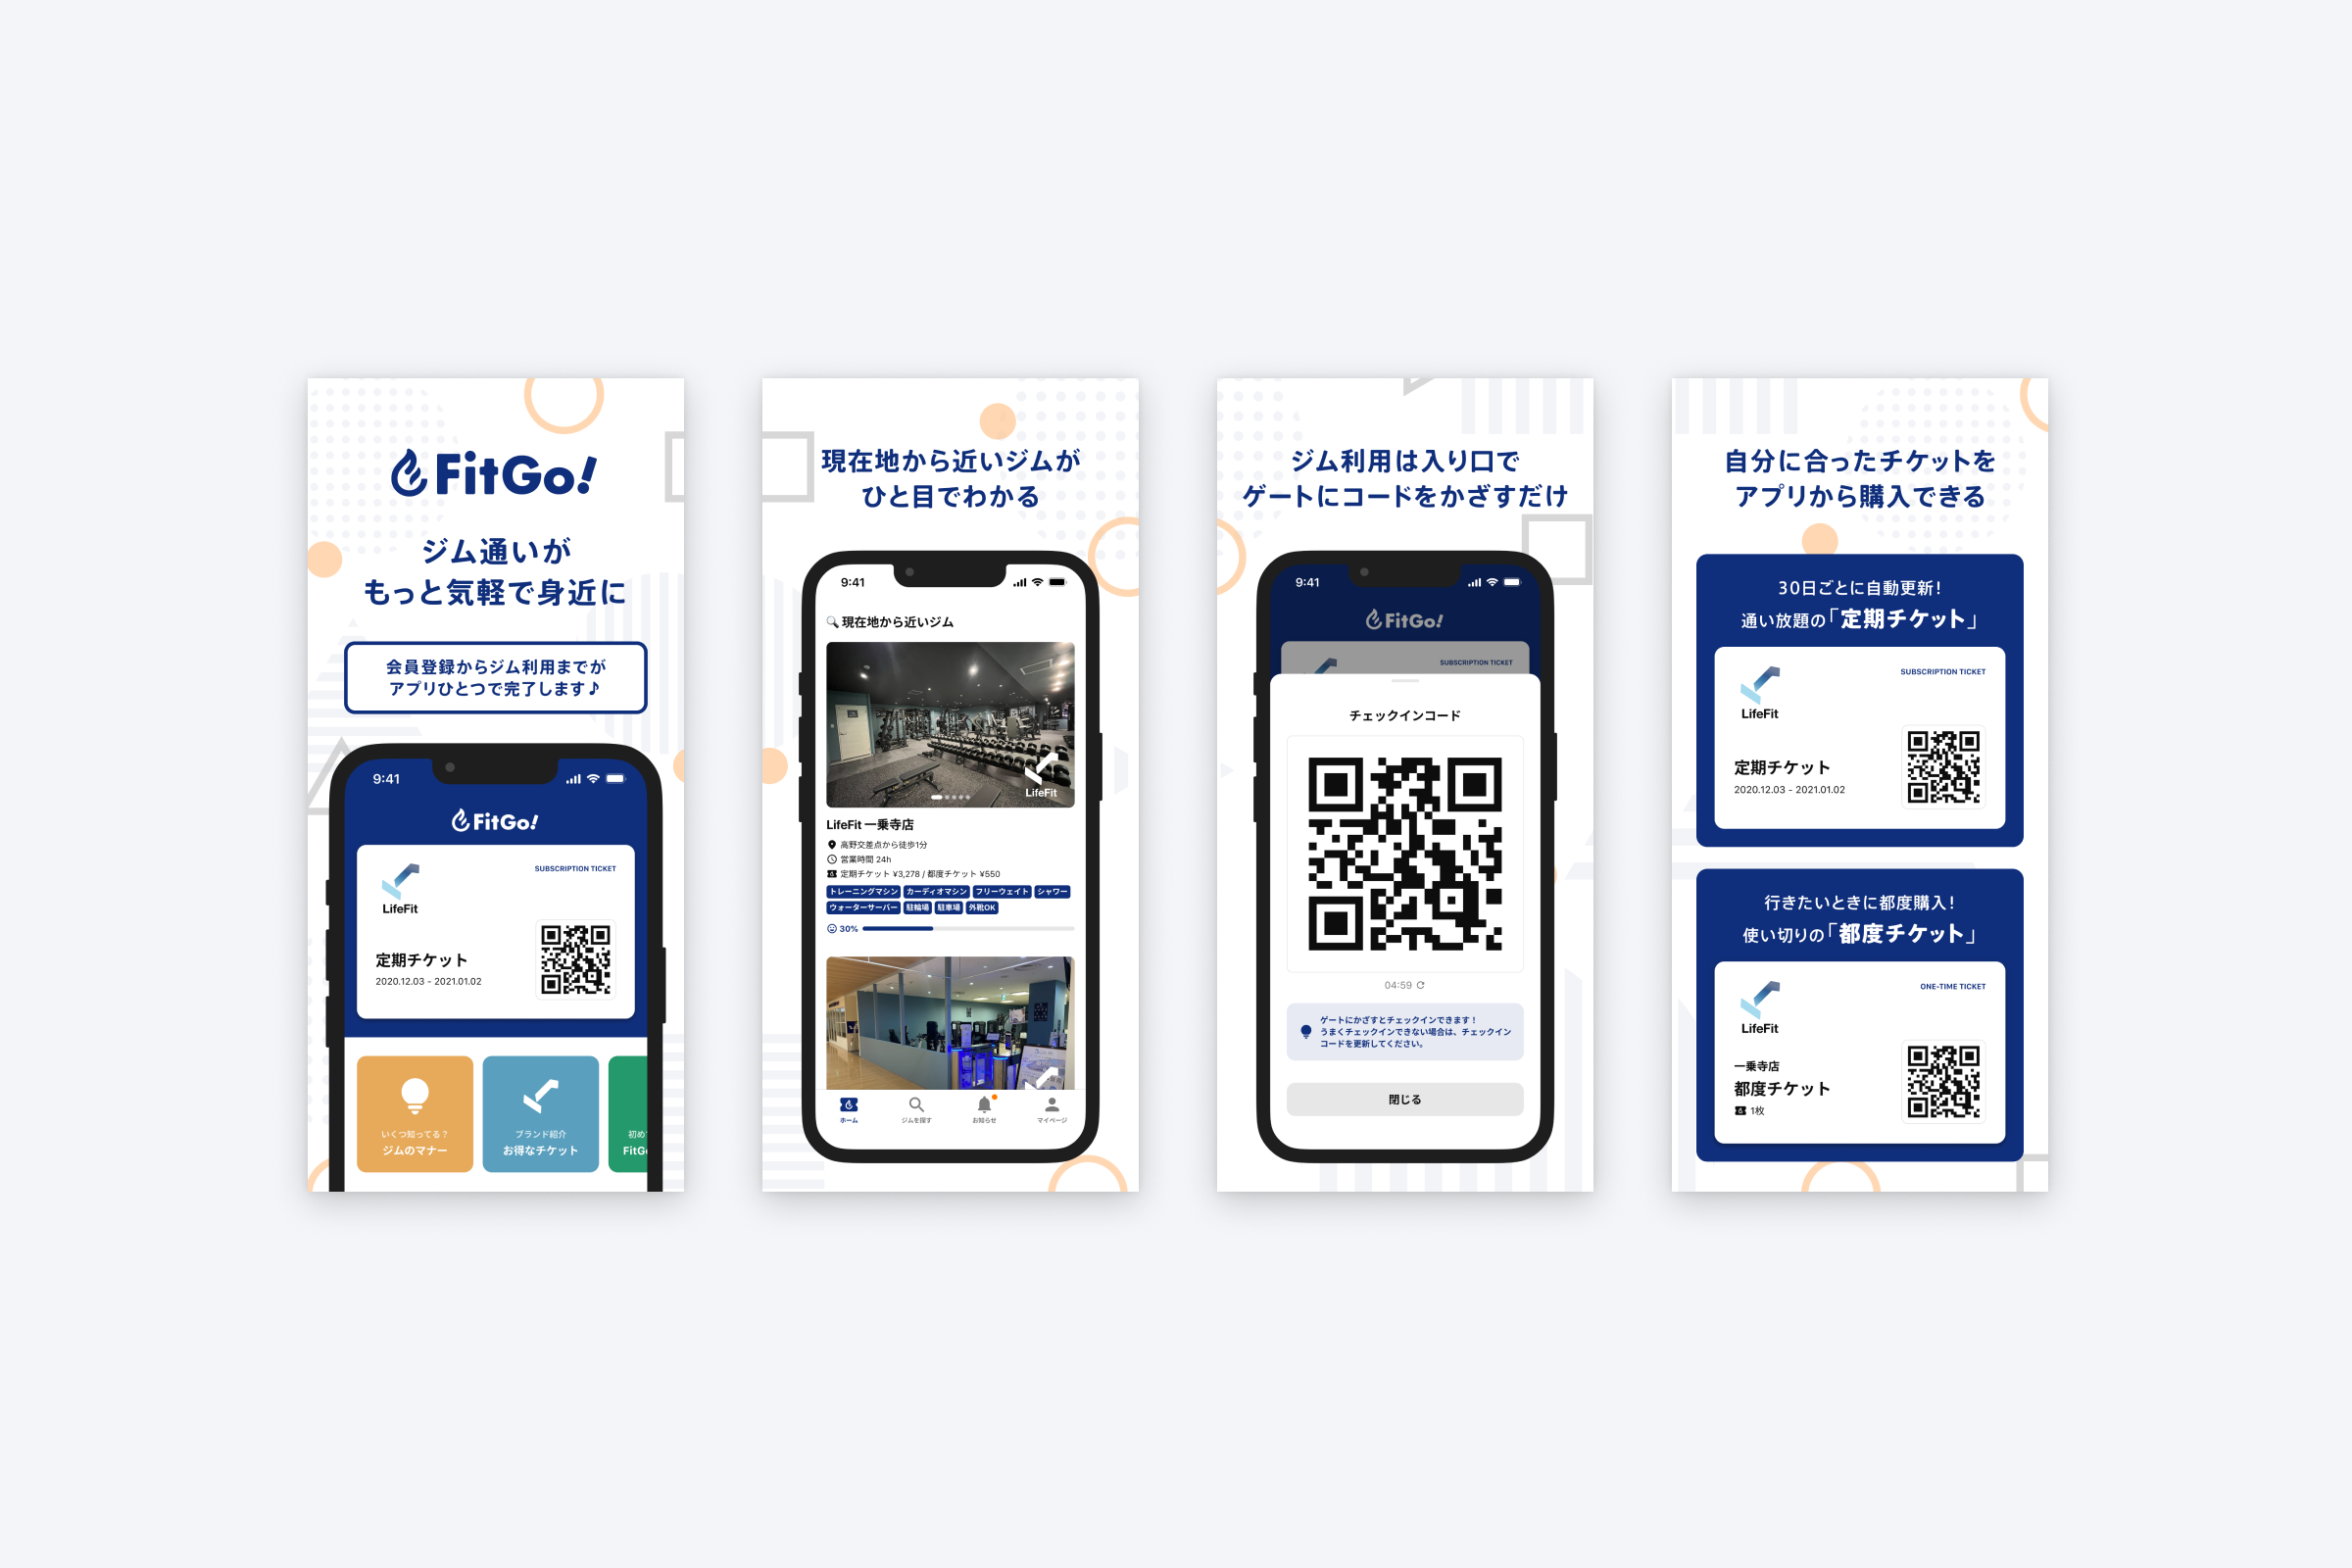 FitGo!
ジム通いが
もっと気軽で身近に
会員登録からジム利用までが
アプリひとつで完了します♪
9:41
FitGo!
SUBSCRIPTION TICKET
LifeFit
定期チケット
2020.12.03 - 2021.01.02
いくつ知ってる？
ジムのマナー
ブランド紹介
お得なチケット
初め
FitG
現在地から近いジムが
ひと目でわかる
9:41
現在地から近いジム
LifeFit
LifeFit 一乗寺店
高野交差点から徒歩1分
営業時間 24h
定期チケット ¥3,278 / 都度チケット ¥550
トレーニングマシン カーディオマシン フリーウェイト シャワー
ウォーターサーバー 駐輪場 駐車場 外靴OK
30%
ホーム
ジムを探す
お知らせ
マイページ
ジム利用は入り口で
ゲートにコードをかざすだけ
9:41
FitGo!
SUBSCRIPTION TICKET
チェックインコード
04:59
ゲートにかざすとチェックインできます！
うまくチェックインできない場合は、チェックイン
コードを更新してください。
閉じる
自分に合ったチケットを
アプリから購入できる
30日ごとに自動更新！
通い放題の「定期チケット」
SUBSCRIPTION TICKET
LifeFit
定期チケット
2020.12.03 - 2021.01.02
行きたいときに都度購入！
使い切りの「都度チケット」
ONE-TIME TICKET
LifeFit
一乗寺店
都度チケット
1枚